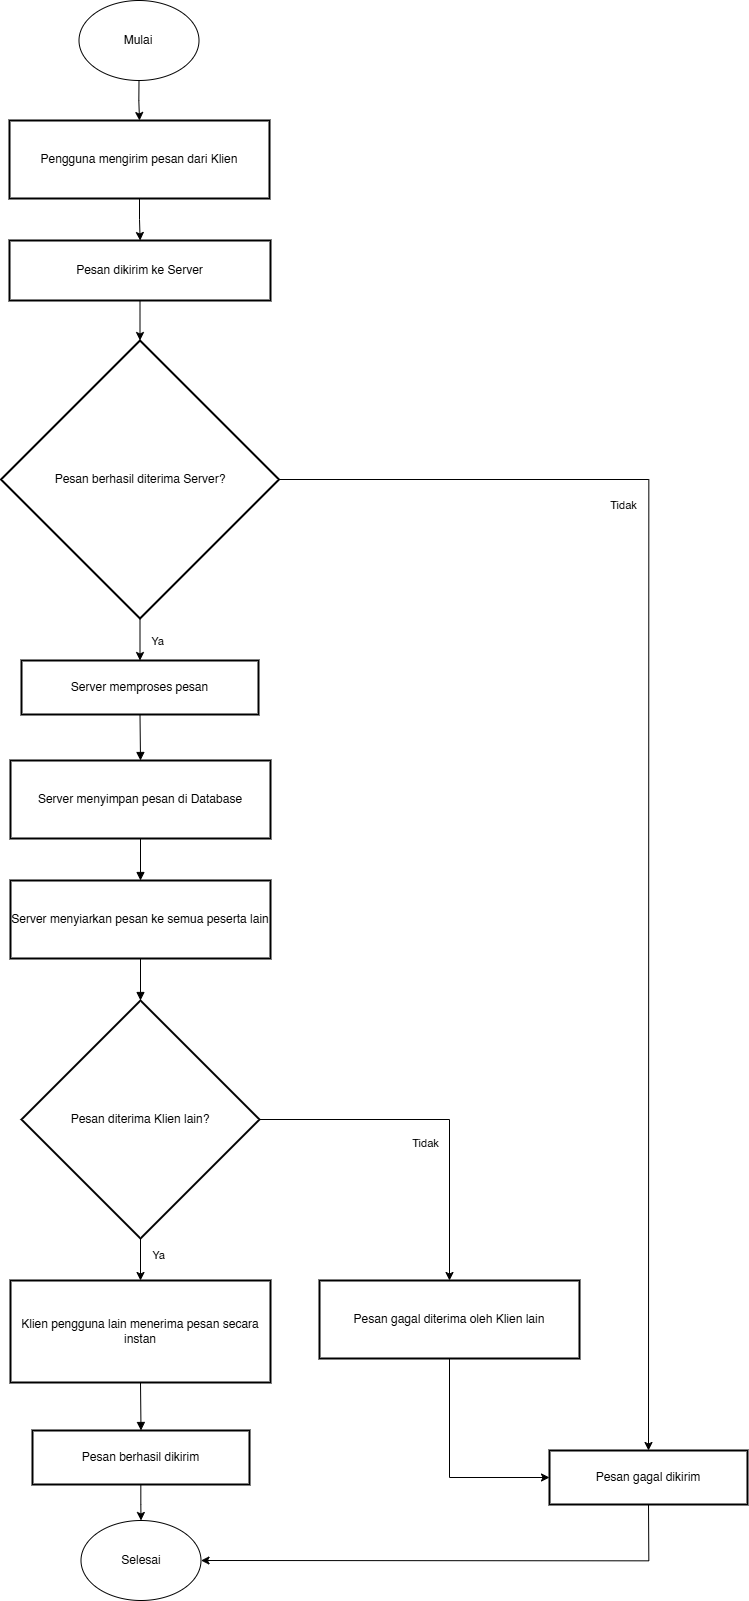 Mulai
Pengguna mengirim pesan dari Klien
Pesan dikirim ke Server
Pesan berhasil diterima Server?
Tidak
Ya
Server memproses pesan
Server menyimpan pesan di Database
Server menyiarkan pesan ke semua peserta lain
Pesan diterima Klien lain?
Tidak
Ya
Klien pengguna lain menerima pesan secara
instan
Pesan gagal diterima oleh Klien lain
Pesan berhasil dikirim
Pesan gagal dikirim
Selesai